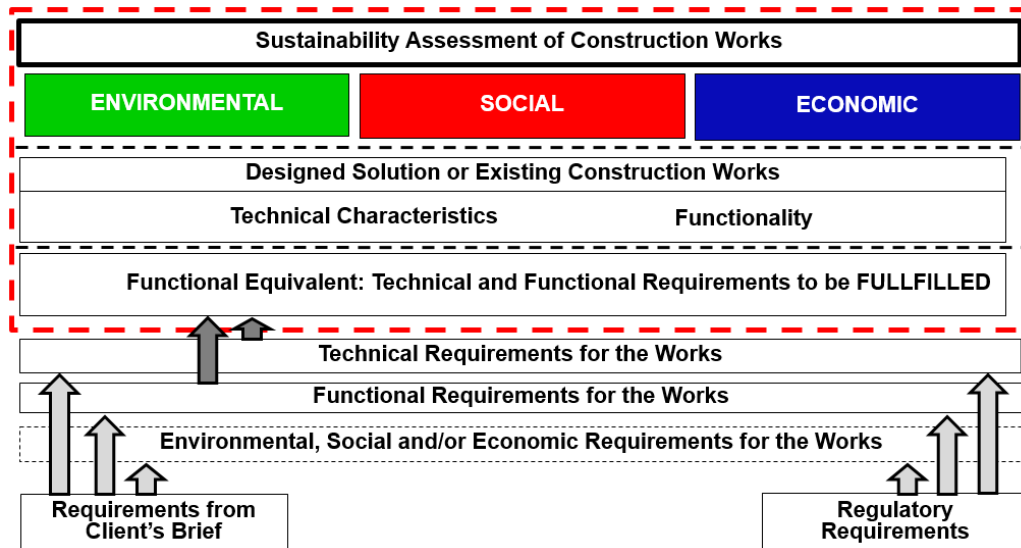 Sustainability Assessment of Construction Works
ENVIRONMENTAL
SOCIAL
ECONOMIC
Designed Solution or Existing Construction Works
Technical Characteristics
Functionality
Functional Equivalent: Technical and Functional Requirements to be FULLFILLED
Technical Requirements for the Works
Functional Requirements for the Works
Environmental, Social and/or Economic Requirements for the Works
Requirements from
Client’s Brief
Regulatory
Requirements